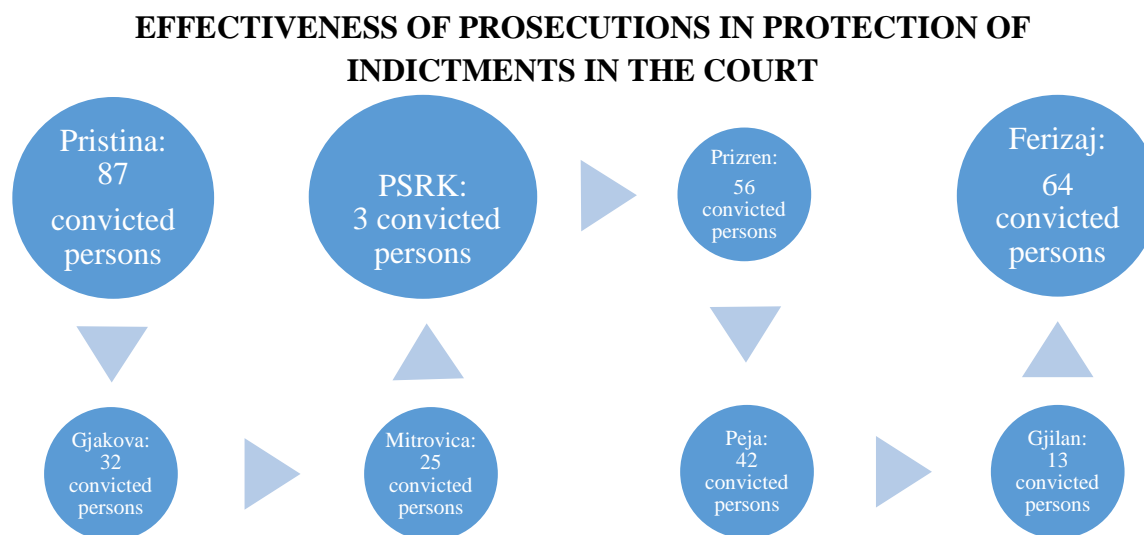 EFFECTIVENESS OF PROSECUTIONS IN PROTECTION OF
INDICTMENTS IN THE COURT
Pristina:
87
convicted
persons
Gjakova:
32
convicted
persons
Mitrovica:
25
convicted
persons
PSRK:
3 convicted
persons
Prizren:
56
convicted
persons
Peja:
42
convicted
persons
Gjilan:
13
convicted
persons
Ferizaj:
64
convicted
persons